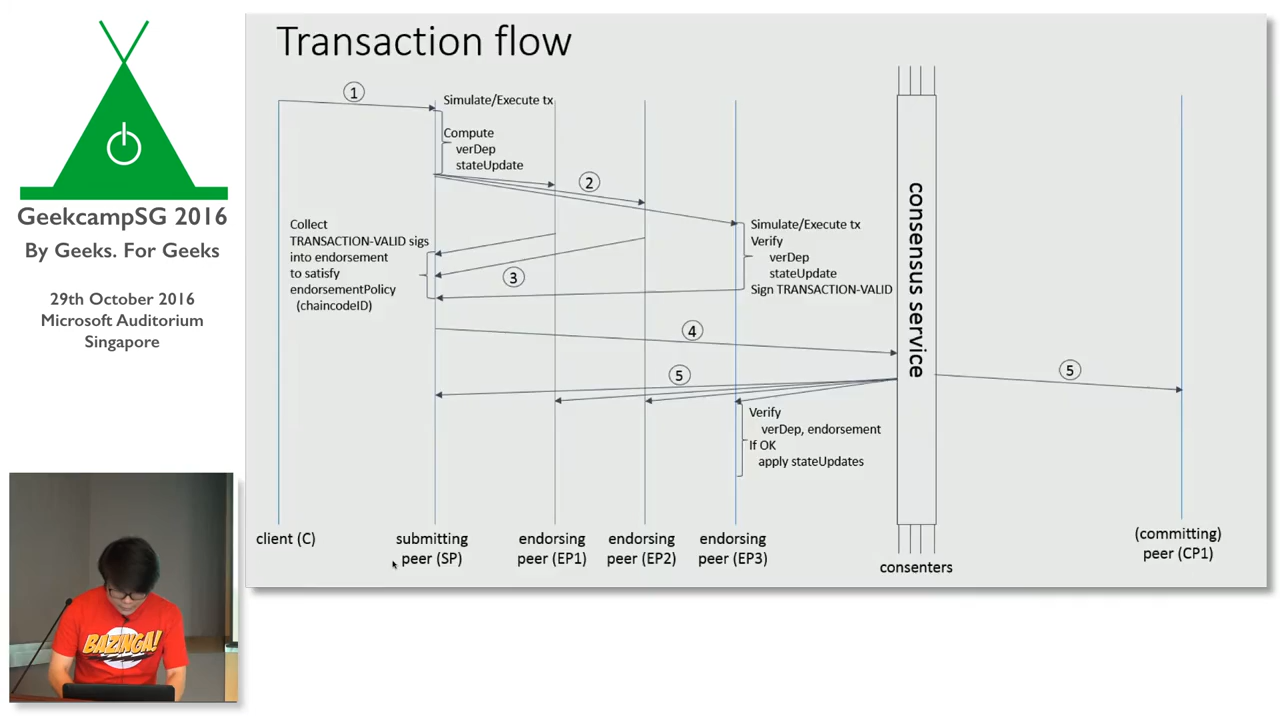 GeekcampSG 2016
By Geeks. For Geeks
29th October 2016
Microsoft Auditorium
Singapore
BAZINGA!
Transaction flow
1
Simulate/Execute tx
Compute
verDep
stateUpdate
2
Collect
TRANSACTION-VALID sigs
into endorsement
to satisfy
endorsementPolicy
(chaincodeID)
3
Simulate/Execute tx
Verify
verDep
stateUpdate
Sign TRANSACTION-VALID
4
5
5
Verify
verDep, endorsement
If OK
apply stateUpdates
consensus service
client (C)
submitting
peer (SP)
endorsing
peer (EP1)
endorsing
peer (EP2)
endorsing
peer (EP3)
consenters
(committing)
peer (CP1)